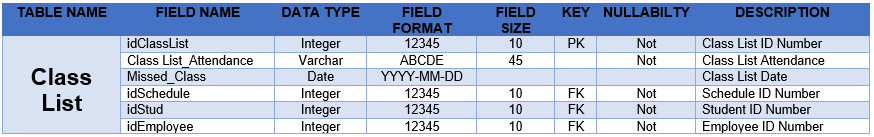 TABLE NAME FIELD NAME DATA TYPE FIELD FORMAT FIELD SIZE KEY NULLABILTY DESCRIPTION
Class List
idClassList Integer 12345 10 PK Not Class List ID Number
Class List_Attendance Varchar ABCDE 45 Not Class List Attendance
Missed_Class Date YYYY-MM-DD Class List Date
idSchedule Integer 12345 10 FK Not Schedule ID Number
idStud Integer 12345 10 FK Not Student ID Number
idEmployee Integer 12345 10 FK Not Employee ID Number